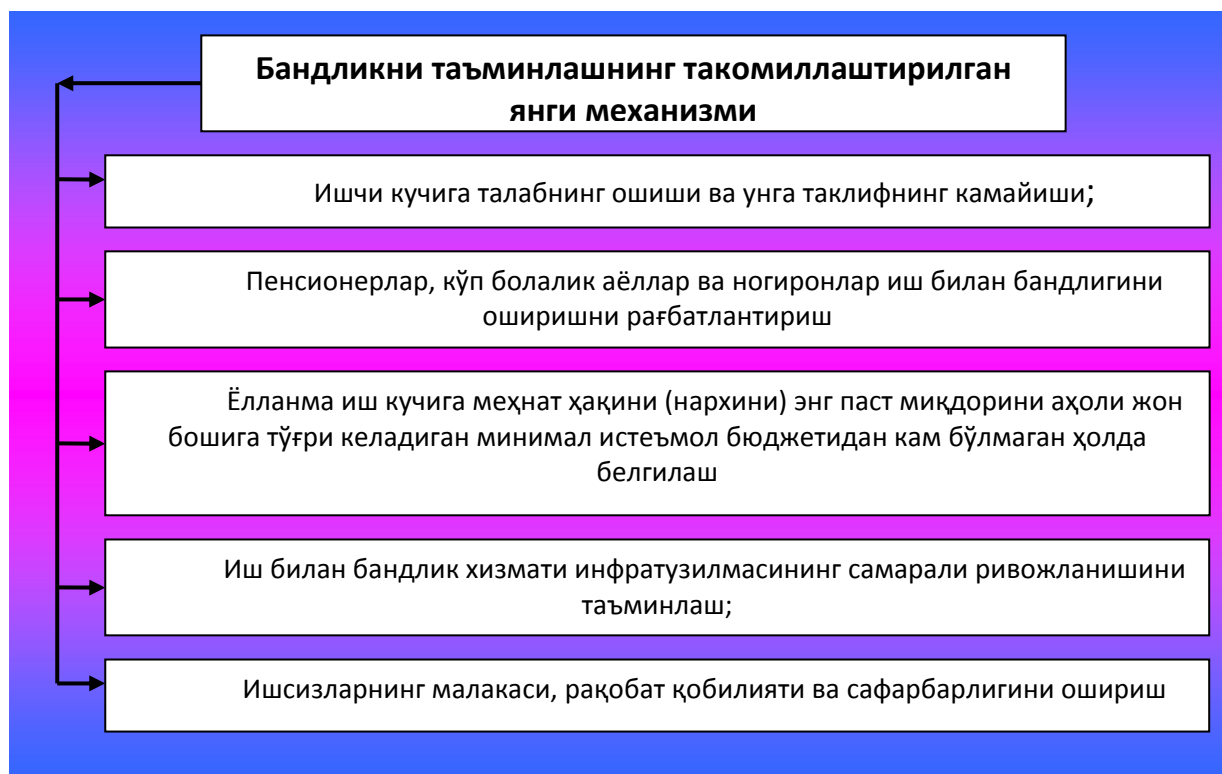 Бандликни таъминлашнинг такомиллаштирилган
янги механизми
Ишчи кучига талабнинг ошиши ва унга таклифнинг камайиши;
Пенсионерлар, кўп болалик аёллар ва ногиронлар иш билан бандлигини
оширишни рағбатлантириш
Ёлланма иш кучига меҳнат ҳақини (нархини) энг паст миқдорини аҳоли жон
бошига тўғри келадиган минимал истеъмол бюджетидан кам бўлмаган ҳолда
белгилаш
Иш билан бандлик хизмати инфратузилмасининг самарали ривожланишини
таъминлаш;
Ишсизларнинг малакаси, рақобат қобилияти ва сафарбарлигини ошириш